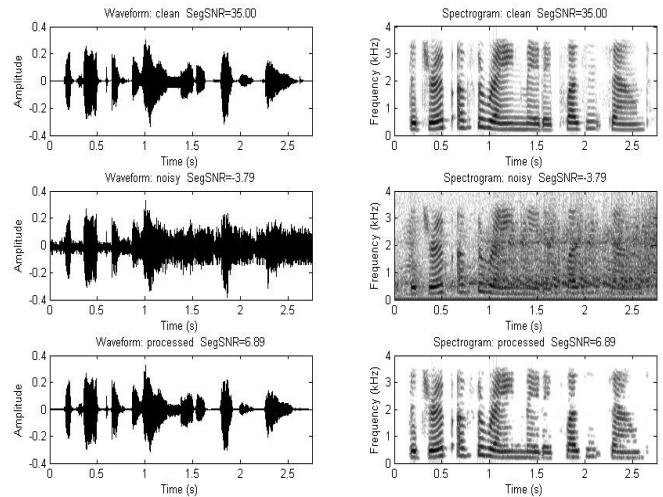 Waveform: clean SegSNR=35.00
Amplitude
0.4
0.2
0
-0.2
-0.4
0 0.5 1 1.5 2 2.5
Time (s)
Spectrogram: clean SegSNR=35.00
Frequency (kHz)
4
3
2
1
0
0 0.5 1 1.5 2 2.5
Time (s)
Waveform: noisy SegSNR=-3.79
Amplitude
0.4
0.2
0
-0.2
-0.4
0 0.5 1 1.5 2 2.5
Time (s)
Spectrogram: noisy SegSNR=-3.79
Frequency (kHz)
4
3
2
1
0
0 0.5 1 1.5 2 2.5
Time (s)
Waveform: processed SegSNR=6.89
Amplitude
0.4
0.2
0
-0.2
0.4
0 0.5 1 1.5 2 2.5
Time (s)
Spectrogram: processed SegSNR=6.89
Frequency (kHz)
4
3
2
1
0
0 0.5 1 1.5 2 2.5
Time (s)